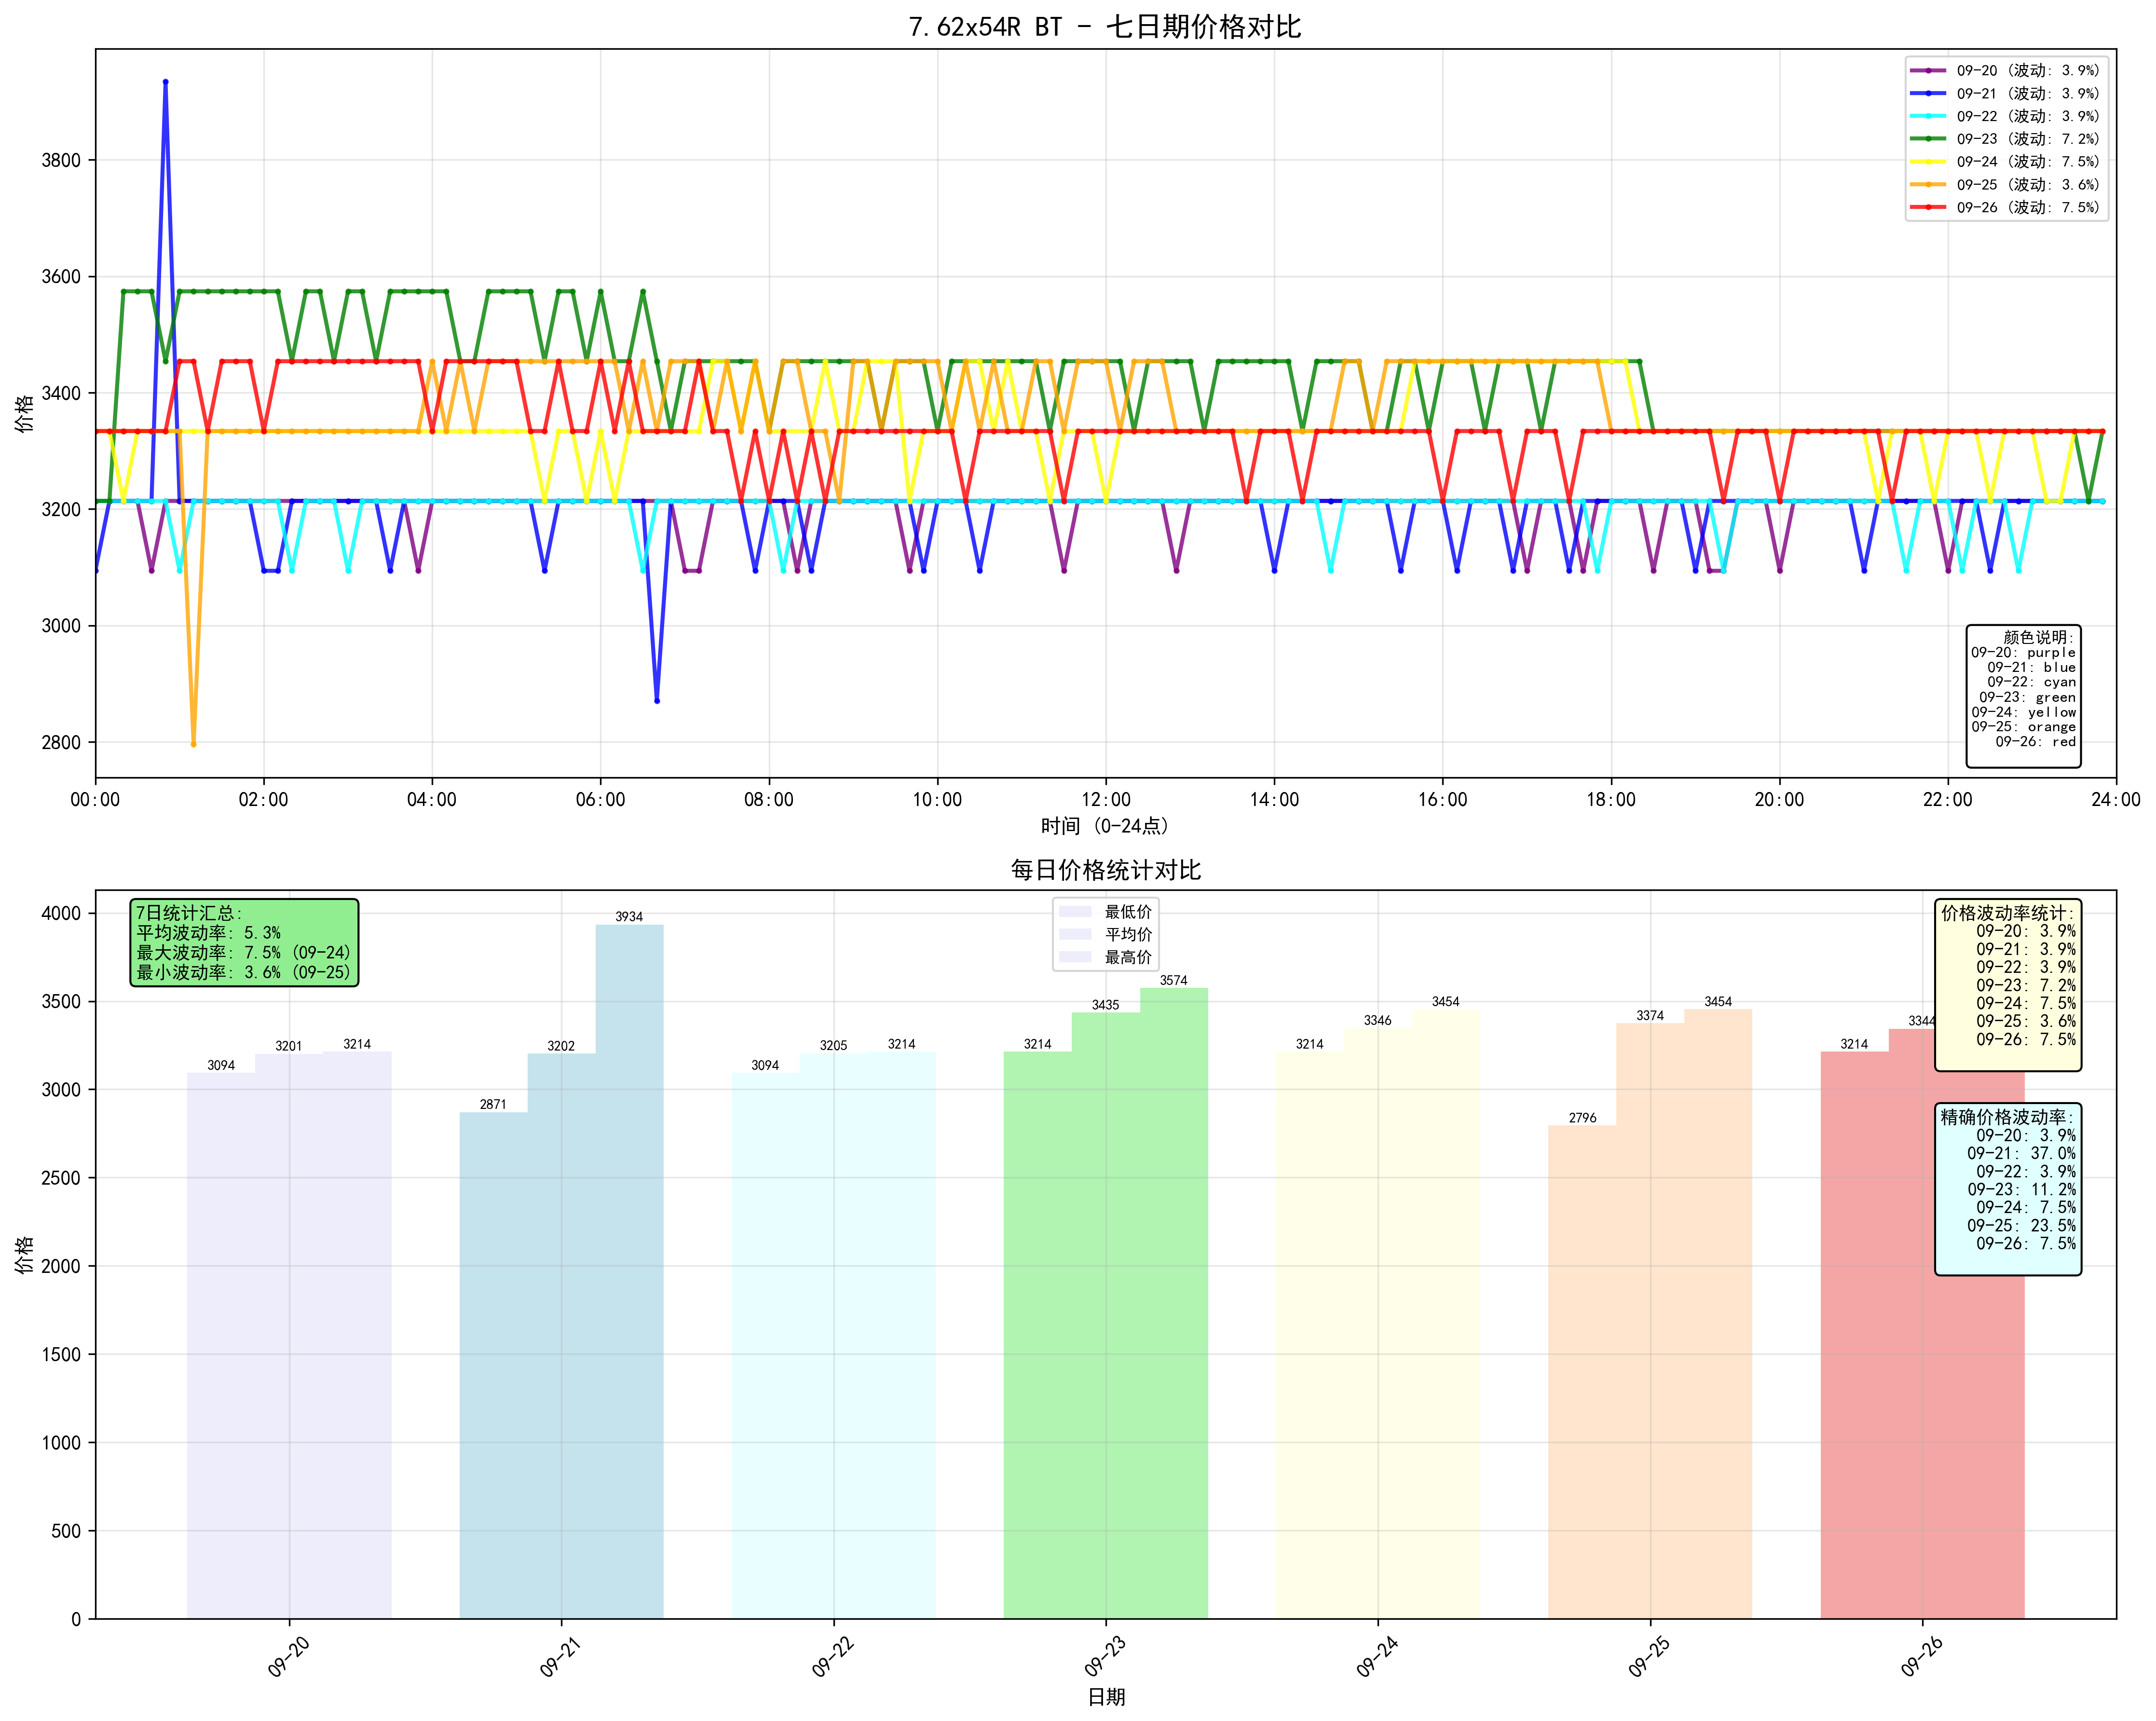 7.62x54R BT - 七日期价格对比
09-20 (波动: 3.9%)
09-21 (波动: 3.9%)
09-22 (波动: 3.9%)
09-23 (波动: 7.2%)
09-24 (波动: 7.5%)
09-25 (波动: 3.6%)
09-26 (波动: 7.5%)
价格
3800
3600
3400
3200
3000
2800
颜色说明:
09-20: purple
09-21: blue
09-22: cyan
09-23: green
09-24: yellow
09-25: orange
09-26: red
00:00 02:00 04:00 06:00 08:00 10:00 12:00 14:00 16:00 18:00 20:00 22:00 24:00
时间 (0-24点)
每日价格统计对比
7日统计汇总:
平均波动率: 5.3%
最大波动率: 7.5% (09-24)
最小波动率: 3.6% (09-25)
最低价
平均价
最高价
价格波动率统计:
09-20: 3.9%
09-21: 3.9%
09-22: 3.9%
09-23: 7.2%
09-24: 7.5%
09-25: 3.6%
09-26: 7.5%
精确价格波动率:
09-20: 3.9%
09-21: 37.0%
09-22: 3.9%
09-23: 11.2%
09-24: 7.5%
09-25: 23.5%
09-26: 7.5%
价格
4000
3500
3000
2500
2000
1500
1000
500
0
3094 3201 3214
2871 3202 3934
3094 3205 3214
3214 3435 3574
3214 3346 3454
2796 3374 3454
3214 3344
09-20 09-21 09-22 09-23 09-24 09-25 09-26
日期